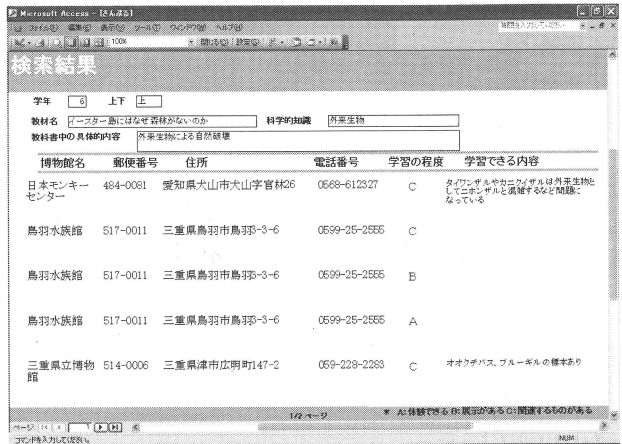 Microsoft Access - [さんぷる]
ファイル(F) 編集(E) 表示(V) ツール(T) ウィンドウ(W) ヘルプ(H)
100% 閉じる(C) 設定(S)
検索結果
学年 6 上下 上
教材名 イースター島にはなぜ森林がないのか 科学的知識 外来生物
教科書中の具体的内容 外来生物による自然破壊
博物館名 郵便番号 住所 電話番号 学習の程度 学習できる内容
日本モンキーセンター 484-0081 愛知県犬山市犬山字官林26 0568-612327 C タイワンザルやカニクイザルは外来生物としてニホンザルと混雑するなど問題になっている
鳥羽水族館 517-0011 三重県鳥羽市鳥羽3-3-6 0599-25-2555 C
鳥羽水族館 517-0011 三重県鳥羽市鳥羽3-3-6 0599-25-2555 B
鳥羽水族館 517-0011 三重県鳥羽市鳥羽3-3-6 0599-25-2555 A
三重県立博物館 514-0006 三重県津市広明町147-2 059-228-2283 C オオクチバス、ブルーギルの標本あり
1/2 ページ * A:体験できる B:展示がある C:関連するものがある
ページ: 1
コマンドを入力してください。 NUM